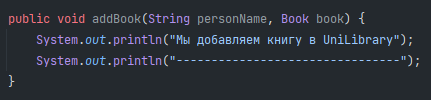 public void addBook(String personName, Book book) {
    System.out.println("Мы добавляем книгу в UniLibrary");
    System.out.println("--------------------------------");
}